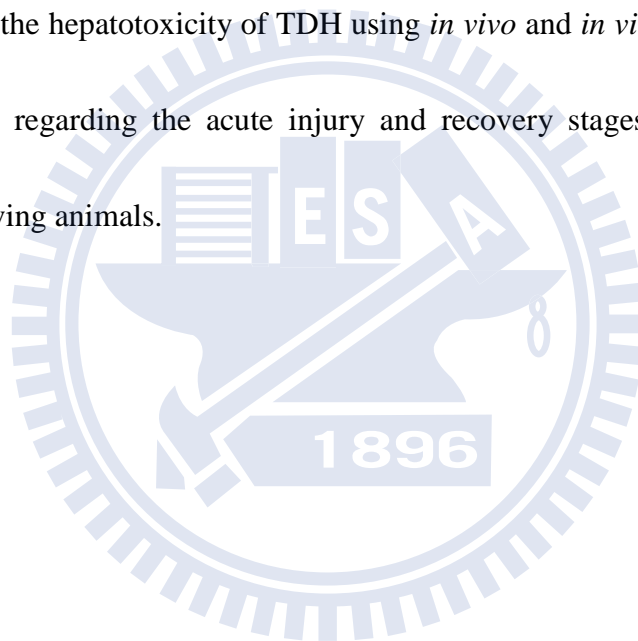 the hepatotoxicity of TDH using in vivo and in vi
regarding the acute injury and recovery stages
ving animals.
E S A
1896